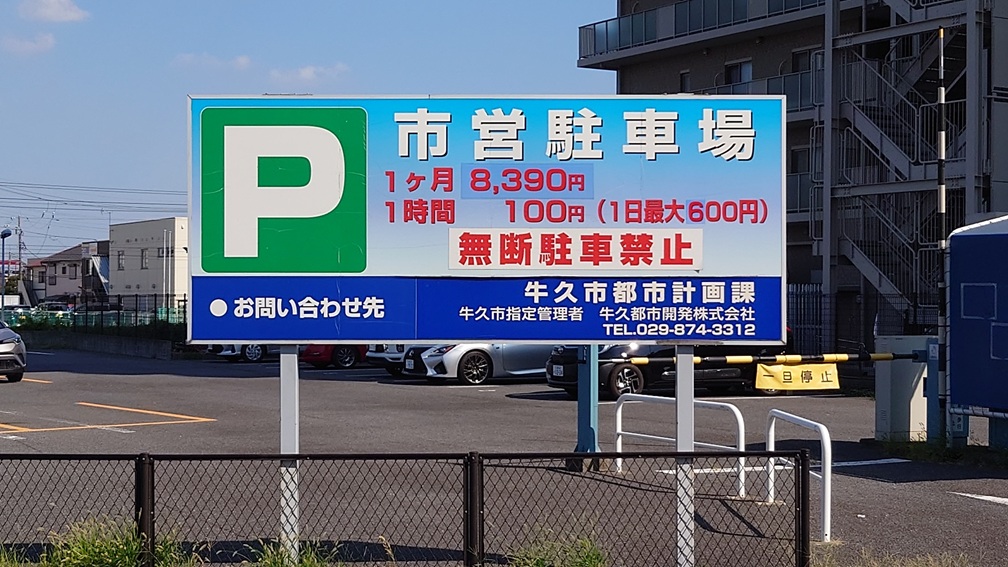 P
市営駐車場
1ヶ月 8,390円
1時間 100円（1日最大600円）
無断駐車禁止
●お問い合わせ先
牛久市都市計画課
牛久市指定管理者 牛久都市開発株式会社
TEL.029-874-3312
一旦停止